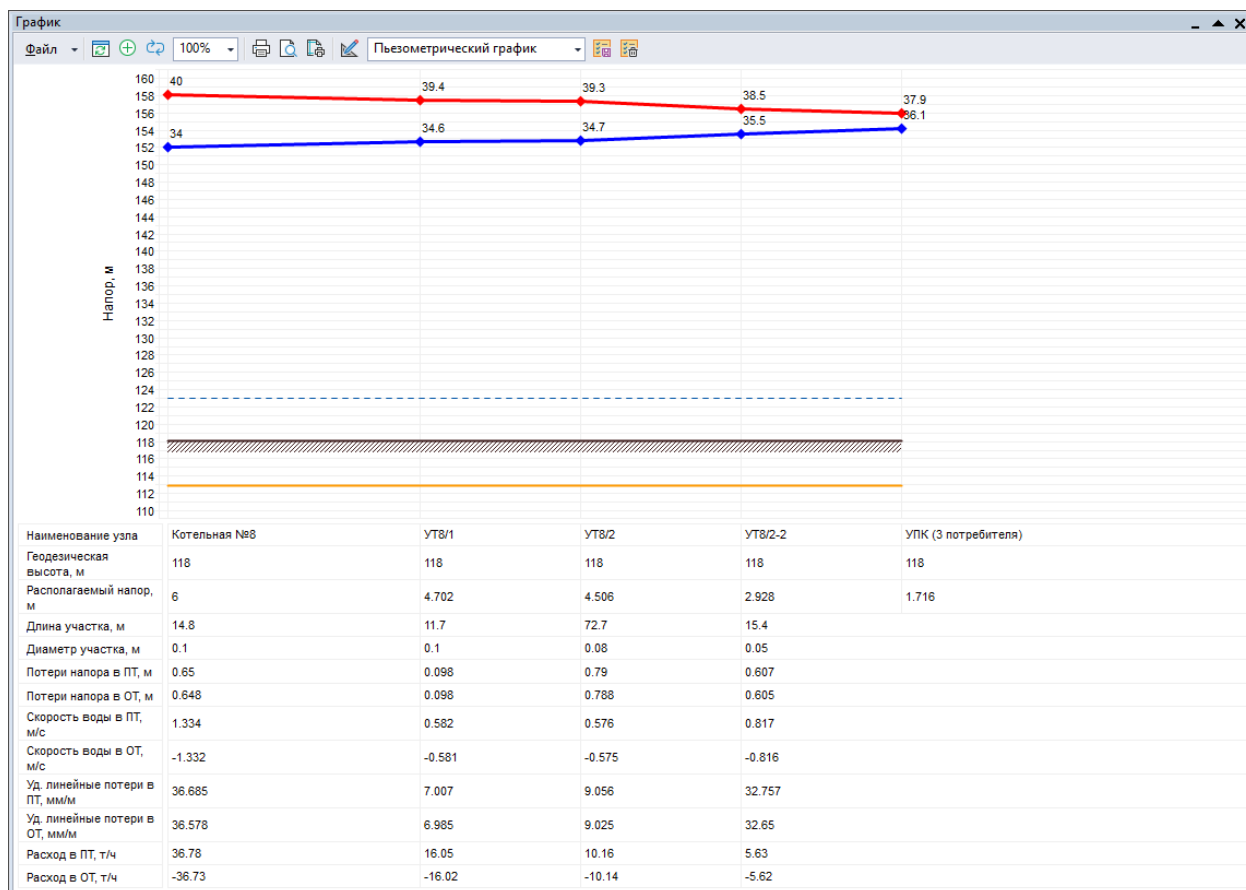 График
Файл 100% Пьезометрический график
160
158
156
154
152
150
148
146
144
142
140
138
136
134
132
130
128
126
124
122
120
118
116
114
112
110
Напор, м
40 39.4 39.3 38.5 37.9
34 34.6 34.7 35.5 36.1
Наименование узла Котельная №8 УТ8/1 УТ8/2 УТ8/2-2 УПК (3 потребителя)
Геодезическая
высота, м 118 118 118 118 118
Располагаемый напор,
м 6 4.702 4.506 2.928 1.716
Длина участка, м 14.8 11.7 72.7 15.4
Диаметр участка, м 0.1 0.1 0.08 0.05
Потери напора в ПТ, м 0.65 0.098 0.79 0.607
Потери напора в ОТ, м 0.648 0.098 0.788 0.605
Скорость воды в ПТ,
м/с 1.334 0.582 0.576 0.817
Скорость воды в ОТ,
м/с -1.332 -0.581 -0.575 -0.816
Уд. линейные потери в
ПТ, мм/м 36.685 7.007 9.056 32.757
Уд. линейные потери в
ОТ, мм/м 36.578 6.985 9.025 32.65
Расход в ПТ, т/ч 36.78 16.05 10.16 5.63
Расход в ОТ, т/ч -36.73 -16.02 -10.14 -5.62